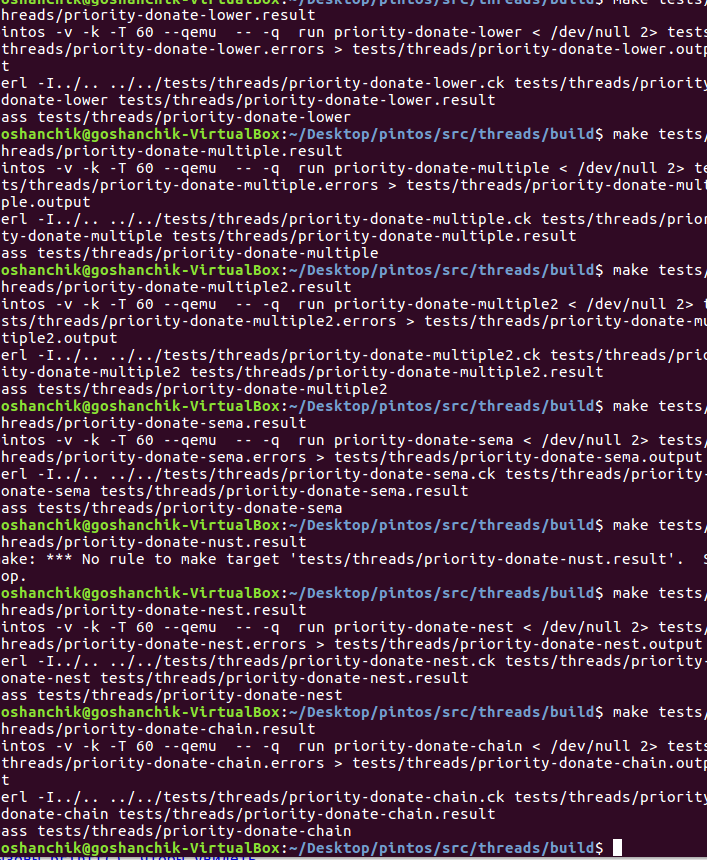 hreads/priority-donate-lower.result
intos -v -k -T 60 --qemu  -- -q  run priority-donate-lower < /dev/null 2> tests
threads/priority-donate-lower.errors > tests/threads/priority-donate-lower.outp
t
erl -I../.. ../../tests/threads/priority-donate-lower.ck tests/threads/priority
donate-lower tests/threads/priority-donate-lower.result
ass tests/threads/priority-donate-lower
oshanchik@goshanchik-VirtualBox:~/Desktop/pintos/src/threads/build$ make tests/
hreads/priority-donate-multiple.result
intos -v -k -T 60 --qemu  -- -q  run priority-donate-multiple < /dev/null 2> te
ts/threads/priority-donate-multiple.errors > tests/threads/priority-donate-mult
ple.output
erl -I../.. ../../tests/threads/priority-donate-multiple.ck tests/threads/prior
ty-donate-multiple tests/threads/priority-donate-multiple.result
ass tests/threads/priority-donate-multiple
oshanchik@goshanchik-VirtualBox:~/Desktop/pintos/src/threads/build$ make tests/
hreads/priority-donate-multiple2.result
intos -v -k -T 60 --qemu  -- -q  run priority-donate-multiple2 < /dev/null 2> t
sts/threads/priority-donate-multiple2.errors > tests/threads/priority-donate-mu
tiple2.output
erl -I../.. ../../tests/threads/priority-donate-multiple2.ck tests/threads/prio
ity-donate-multiple2 tests/threads/priority-donate-multiple2.result
ass tests/threads/priority-donate-multiple2
oshanchik@goshanchik-VirtualBox:~/Desktop/pintos/src/threads/build$ make tests/
hreads/priority-donate-sema.result
intos -v -k -T 60 --qemu  -- -q  run priority-donate-sema < /dev/null 2> tests/
hreads/priority-donate-sema.errors > tests/threads/priority-donate-sema.output
erl -I../.. ../../tests/threads/priority-donate-sema.ck tests/threads/priority-
onate-sema tests/threads/priority-donate-sema.result
ass tests/threads/priority-donate-sema
oshanchik@goshanchik-VirtualBox:~/Desktop/pintos/src/threads/build$ make tests/
hreads/priority-donate-nust.result
ake: *** No rule to make target 'tests/threads/priority-donate-nust.result'.  S
op.
oshanchik@goshanchik-VirtualBox:~/Desktop/pintos/src/threads/build$ make tests/
hreads/priority-donate-nest.result
intos -v -k -T 60 --qemu  -- -q  run priority-donate-nest < /dev/null 2> tests/
hreads/priority-donate-nest.errors > tests/threads/priority-donate-nest.output
erl -I../.. ../../tests/threads/priority-donate-nest.ck tests/threads/priority-
onate-nest tests/threads/priority-donate-nest.result
ass tests/threads/priority-donate-nest
oshanchik@goshanchik-VirtualBox:~/Desktop/pintos/src/threads/build$ make tests/
hreads/priority-donate-chain.result
intos -v -k -T 60 --qemu  -- -q  run priority-donate-chain < /dev/null 2> tests
threads/priority-donate-chain.errors > tests/threads/priority-donate-chain.outp
t
erl -I../.. ../../tests/threads/priority-donate-chain.ck tests/threads/priority
donate-chain tests/threads/priority-donate-chain.result
ass tests/threads/priority-donate-chain
oshanchik@goshanchik-VirtualBox:~/Desktop/pintos/src/threads/build$